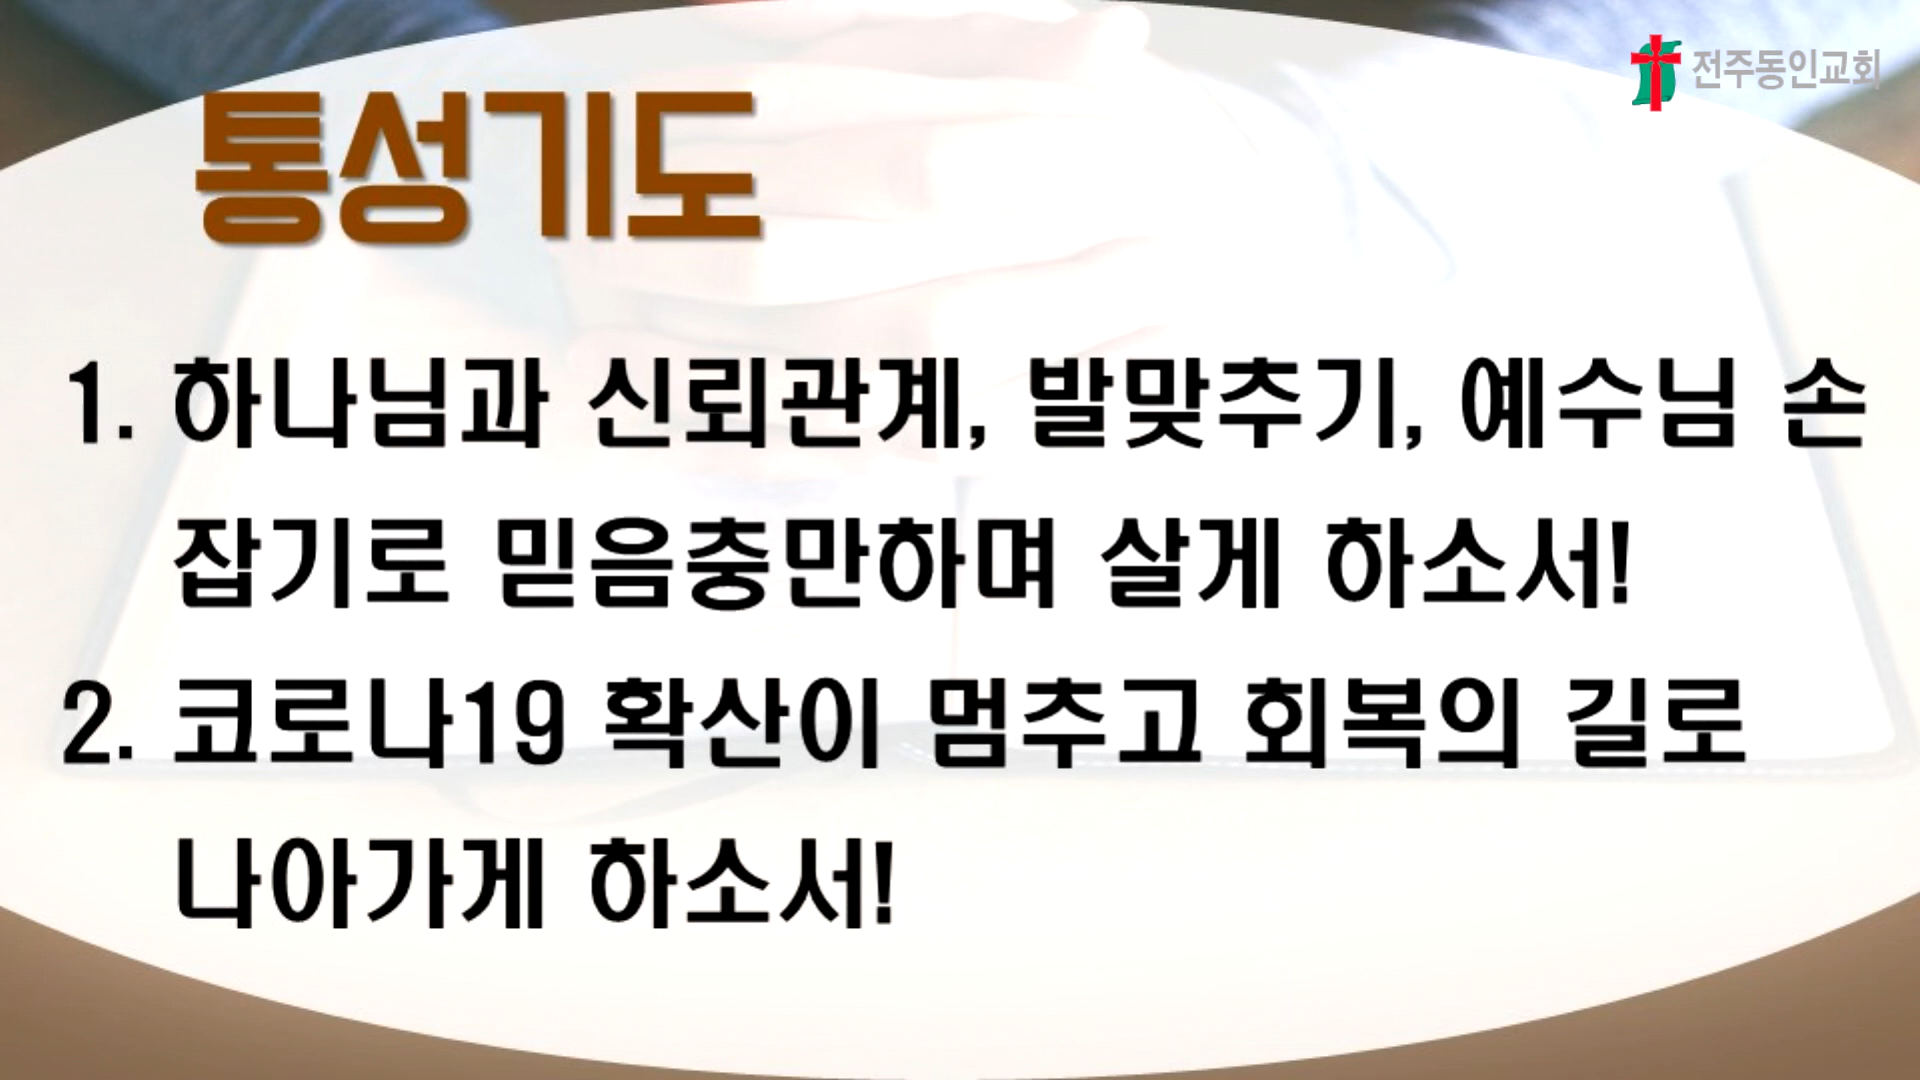 전주동인교회
통성기도
1. 하나님과 신뢰관계, 발맞추기, 예수님 손
잡기로 믿음충만하며 살게 하소서!
2. 코로나19 확산이 멈추고 회복의 길로
나아가게 하소서!